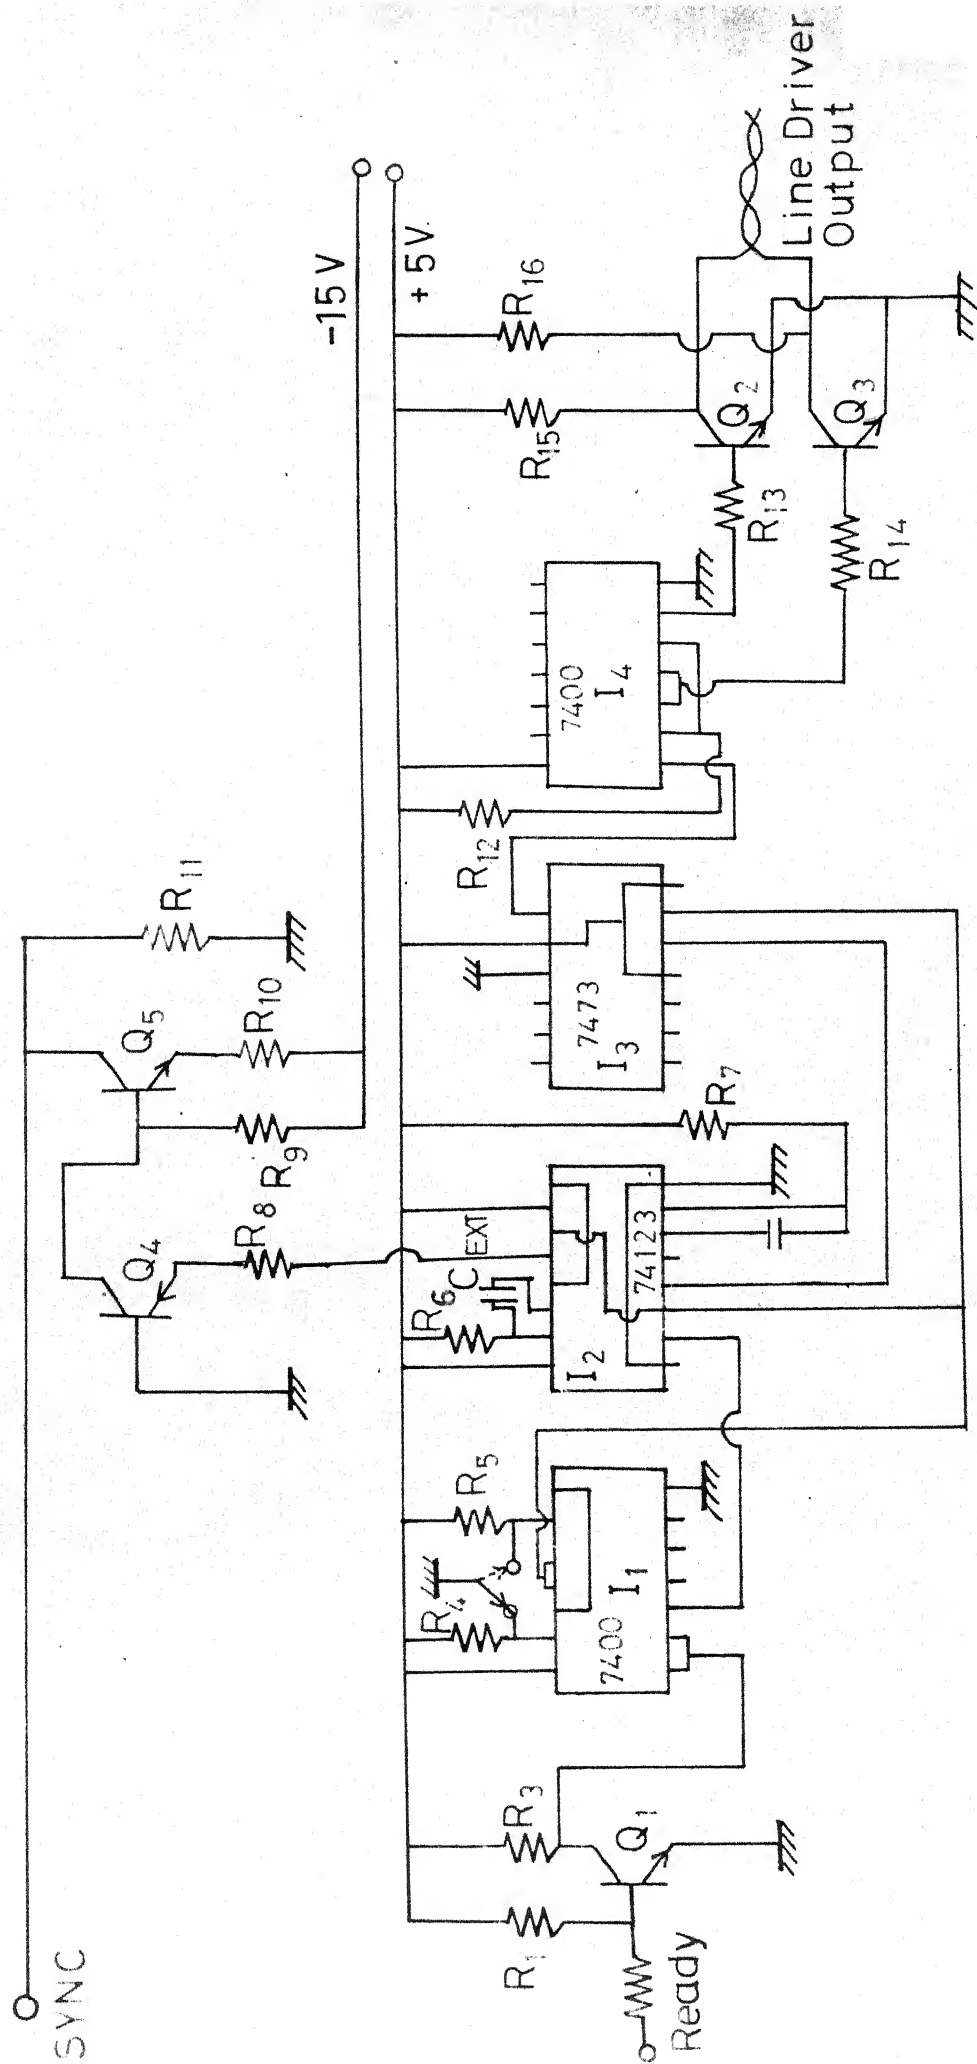 SYNC
-15V
+5V.
R11
Q5
R10
R9
Q4
R8
CEXT
R6
R5
R4
R12
R16
R15
Q2
Q3
R13
R14
Line Driver
Output
7400
I4
7473
I3
R7
74123
I2
7400
I1
R3
R1
Q1
Ready